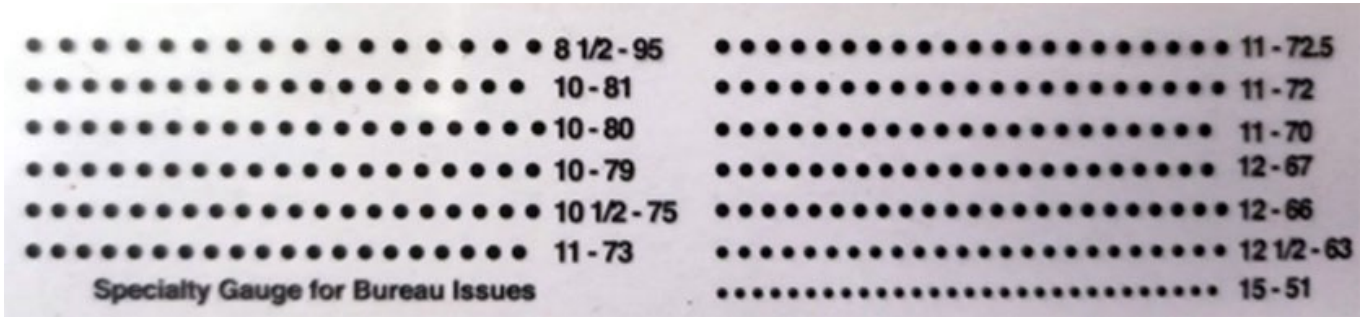 8 1/2 - 95
10 - 81
10 - 80
10 - 79
10 1/2 - 75
11 - 73
Specialty Gauge for Bureau Issues
11 - 72.5
11 - 72
11 - 70
12 - 67
12 - 66
12 1/2 - 63
15 - 51